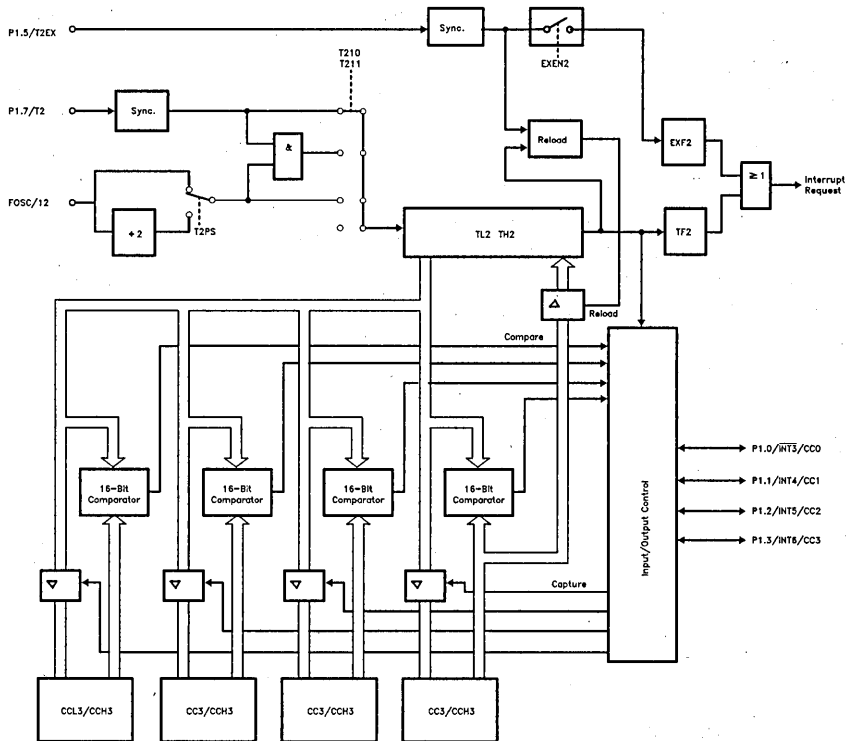 P1.5/T2EX
Sync.
EXEN2
T210
T211
P1.7/T2
Sync.
&
Reload
EXF2
≥ 1
Interrupt
Request
FOSC/12
÷ 2
T2PS
TL2 TH2
TF2
Reload
Compare
16-Bit
Comparator
16-Bit
Comparator
16-Bit
Comparator
16-Bit
Comparator
Input/Output Control
P1.0/INT3/CC0
P1.1/INT4/CC1
P1.2/INT5/CC2
P1.3/INT6/CC3
Capture
CCL3/CCH3
CC3/CCH3
CC3/CCH3
CC3/CCH3